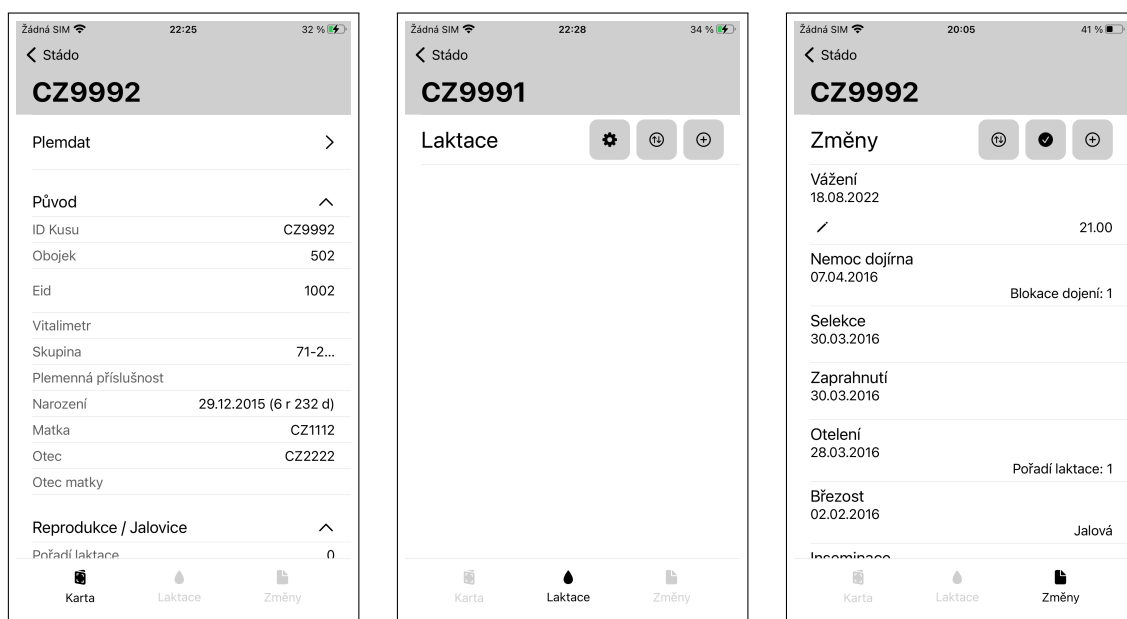 Žádná SIM 22:25 32 %
Stádo
CZ9992
Plemdat
Původ
ID Kusu CZ9992
Obojek 502
Eid 1002
Vitalimetr
Skupina 71-2...
Plemenná příslušnost
Narození 29.12.2015 (6 r 232 d)
Matka CZ1112
Otec CZ2222
Otec matky
Reprodukce / Jalovice
Pořadí laktace 0
Karta Laktace Změny
Žádná SIM 22:28 34 %
Stádo
CZ9991
Laktace
Karta Laktace Změny
Žádná SIM 20:05 41 %
Stádo
CZ9992
Změny
Vážení
18.08.2022
21.00
Nemoc dojírna
07.04.2016
Blokace dojení: 1
Selekce
30.03.2016
Zaprahnutí
30.03.2016
Otelení
28.03.2016
Pořadí laktace: 1
Březost
02.02.2016
Jalová
Inseminace
Karta Laktace Změny